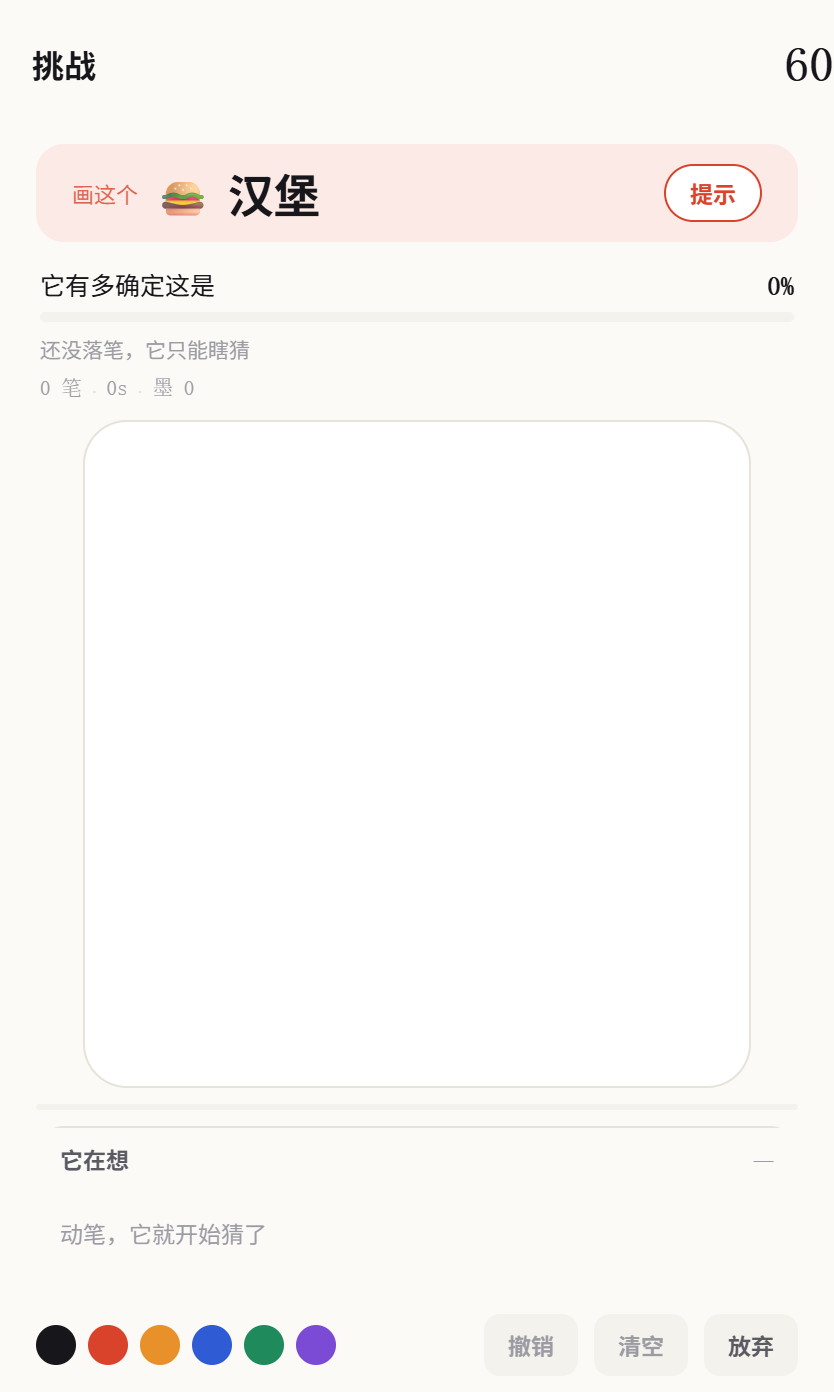 挑战
60
画这个 汉堡 提示
它有多确定这是 0%
还没落笔，它只能瞎猜
0 笔 · 0s · 墨 0
它在想 —
动笔，它就开始猜了
撤销 清空 放弃